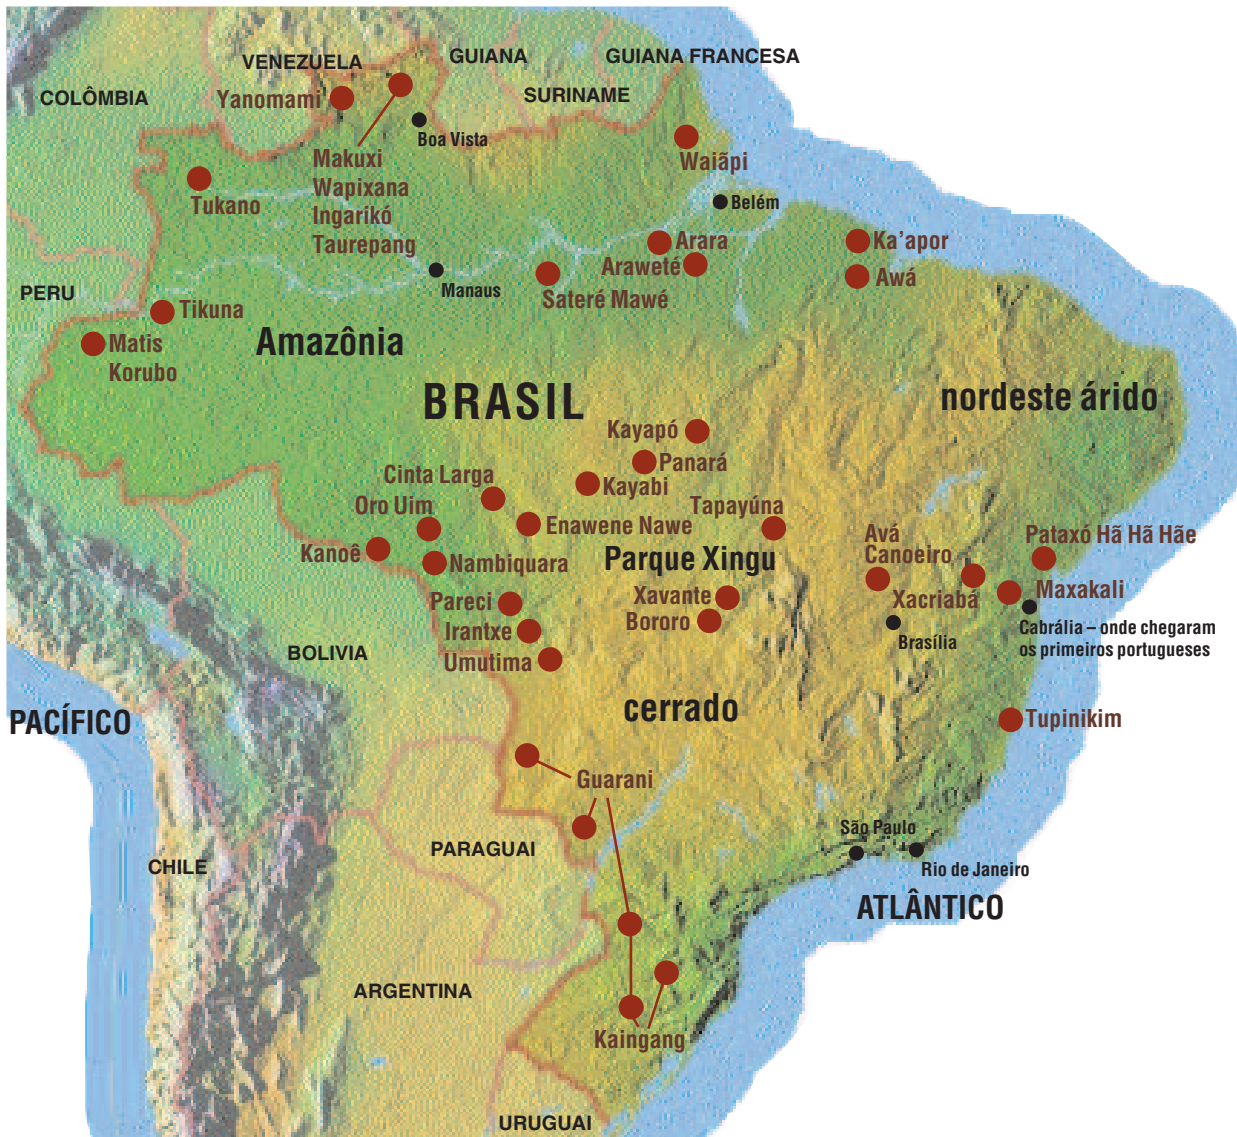 VENEZUELA
GUIANA
GUIANA FRANCESA
COLÔMBIA
Yanomami
SURINAME
Boa Vista
Makuxi
Wapixana
Ingarikó
Taurepang
Waiãpi
Tukano
Belém
Arara
Ka'apor
Araweté
Awá
PERU
Manaus
Sateré Mawé
Tikuna
Matis
Korubo
Amazônia
BRASIL
nordeste árido
Kayapó
Panará
Cinta Larga
Kayabi
Oro Uim
Tapayúna
Enawene Nawe
Avá
Canoeiro
Pataxó Hã Hã Hãe
Kanoê
Nambiquara
Parque Xingu
Pareci
Xavante
Xacriabá
Maxakali
Irantxe
Bororo
Brasília
Cabrália – onde chegaram
os primeiros portugueses
BOLIVIA
Umutima
PACÍFICO
cerrado
Tupinikim
Guarani
São Paulo
PARAGUAI
CHILE
Rio de Janeiro
ATLÂNTICO
ARGENTINA
Kaingang
URUGUAI